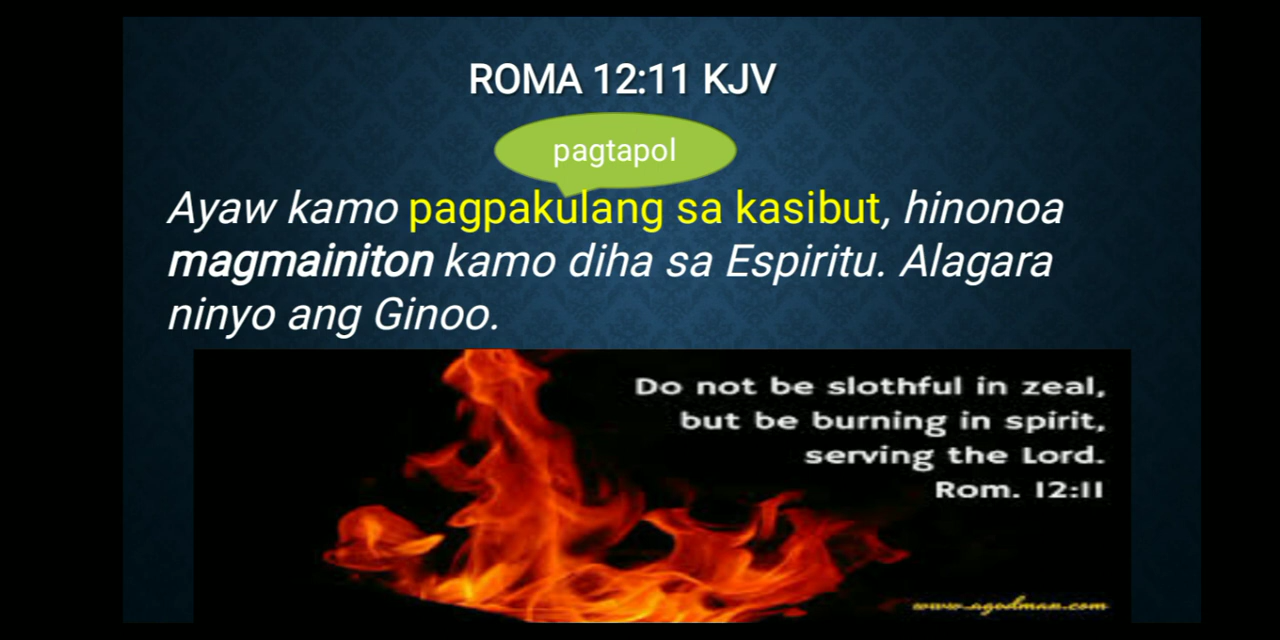 ROMA 12:11 KJV
pagtapol
Ayaw kamo pagpakulang sa kasibut, hinonoa
magmainiton kamo diha sa Espiritu. Alagara
ninyo ang Ginoo.
Do not be slothful in zeal,
but be burning in spirit,
serving the Lord.
Rom. 12:11
www.agodman.com